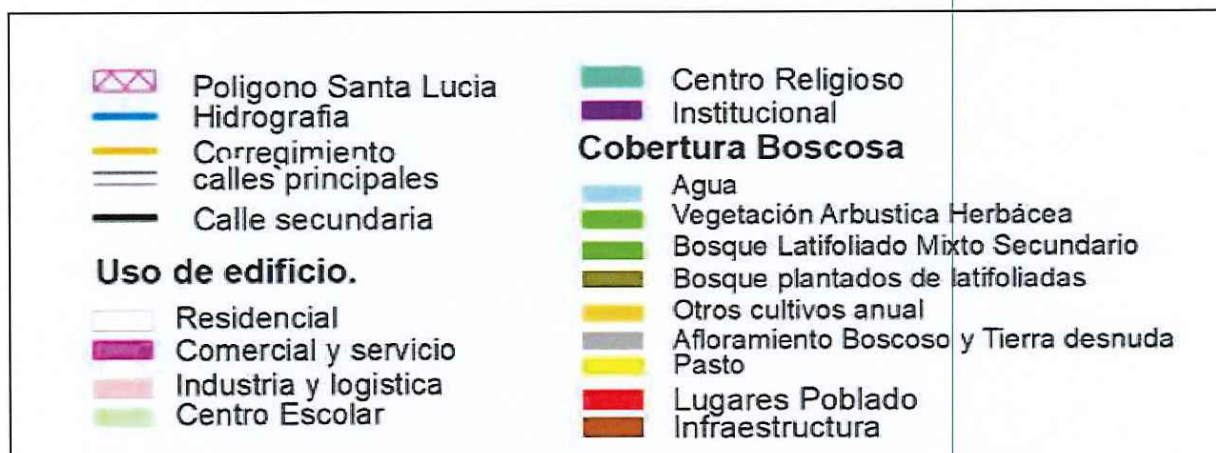 Poligono Santa Lucia
Hidrografia
Corregimiento
calles principales
Calle secundaria
Uso de edificio.
Residencial
Comercial y servicio
Industria y logistica
Centro Escolar
Centro Religioso
Institucional
Cobertura Boscosa
Agua
Vegetación Arbustica Herbácea
Bosque Latifoliado Mixto Secundario
Bosque plantados de latifoliadas
Otros cultivos anual
Afloramiento Boscoso y Tierra desnuda
Pasto
Lugares Poblado
Infraestructura